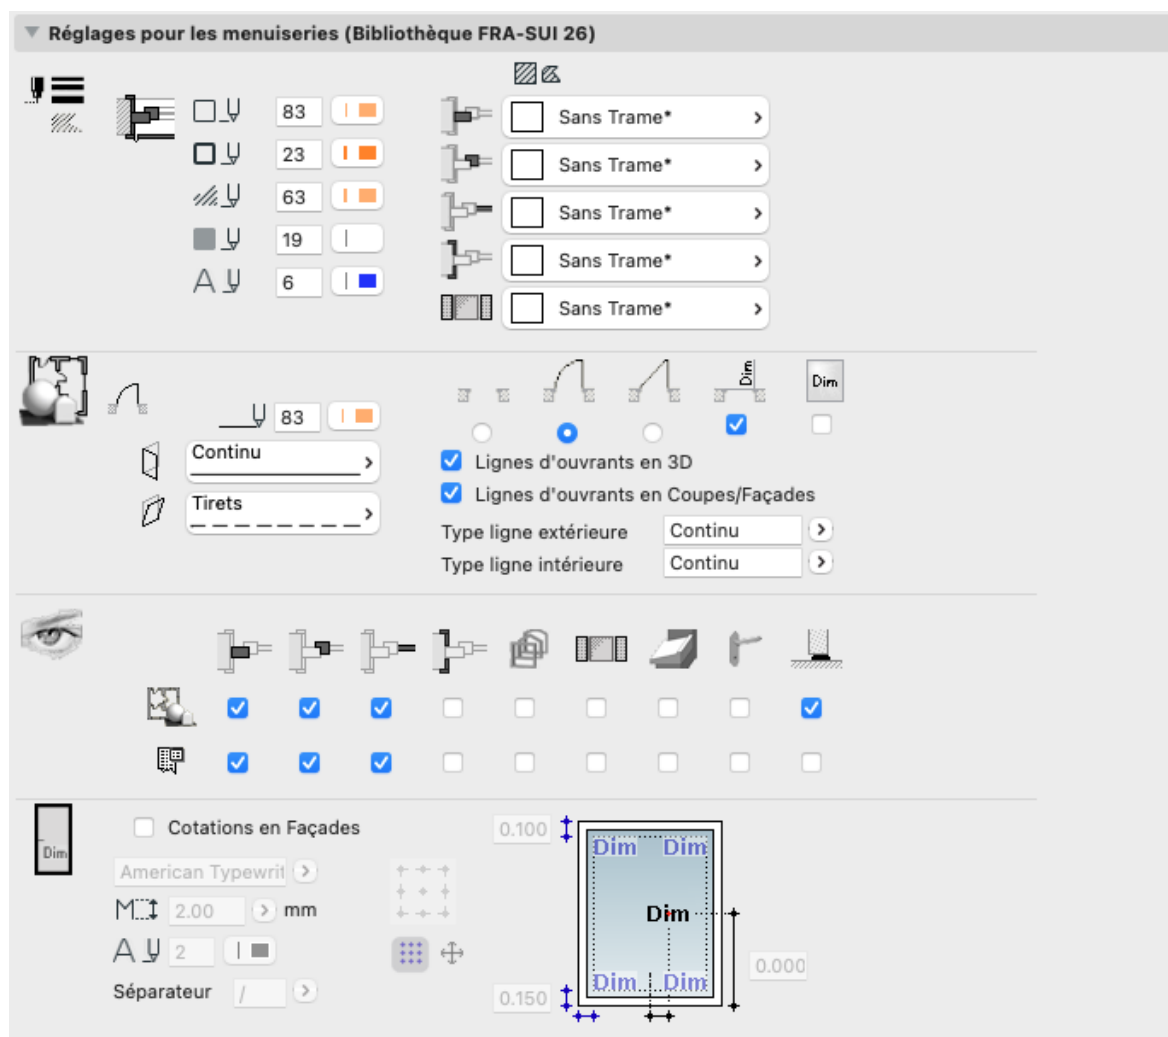 Réglages pour les menuiseries (Bibliothèque FRA-SUI 26)
83
Sans Trame*
23
Sans Trame*
63
Sans Trame*
19
Sans Trame*
A 6
Sans Trame*
Dim
Dim
83
Continu
Lignes d'ouvrants en 3D
Tirets
Lignes d'ouvrants en Coupes/Façades
Type ligne extérieure Continu
Type ligne intérieure Continu
Dim
Cotations en Façades
0.100
Dim Dim
American Typewrit
M 2.00 mm
Dim
A 2
0.000
Séparateur /
0.150
Dim Dim